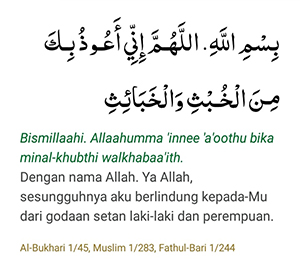 بِسْمِ اللَّهِ. اللَّهُمَّ إِنِّي أَعُوذُ بِكَ
مِنَ الْخُبْثِ وَالْخَبَائِثِ
Bismillaahi. Allaahumma 'innee 'a'oothu bika
minal-khubthi walkhabaa'ith.
Dengan nama Allah. Ya Allah,
sesungguhnya aku berlindung kepada-Mu
dari godaan setan laki-laki dan perempuan.
Al-Bukhari 1/45, Muslim 1/283, Fathul-Bari 1/244